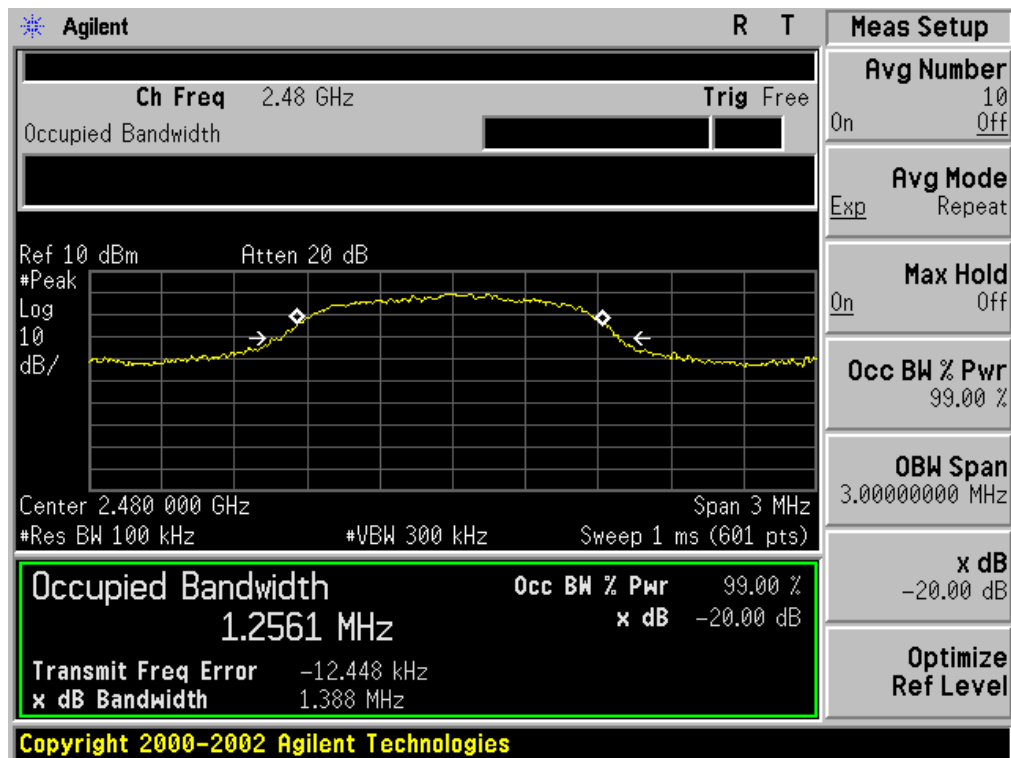 Agilent R T
Ch Freq 2.48 GHz Trig Free
Occupied Bandwidth
Ref 10 dBm Atten 20 dB
#Peak
Log
10
dB/
Center 2.480 000 GHz Span 3 MHz
#Res BW 100 kHz #VBW 300 kHz Sweep 1 ms (601 pts)
Occupied Bandwidth Occ BW % Pwr 99.00 %
1.2561 MHz x dB -20.00 dB
Transmit Freq Error -12.448 kHz
x dB Bandwidth 1.388 MHz
Copyright 2000-2002 Agilent Technologies
Meas Setup
Avg Number
10
On Off
Avg Mode
Exp Repeat
Max Hold
On Off
Occ BW % Pwr
99.00 %
OBW Span
3.00000000 MHz
x dB
-20.00 dB
Optimize
Ref Level